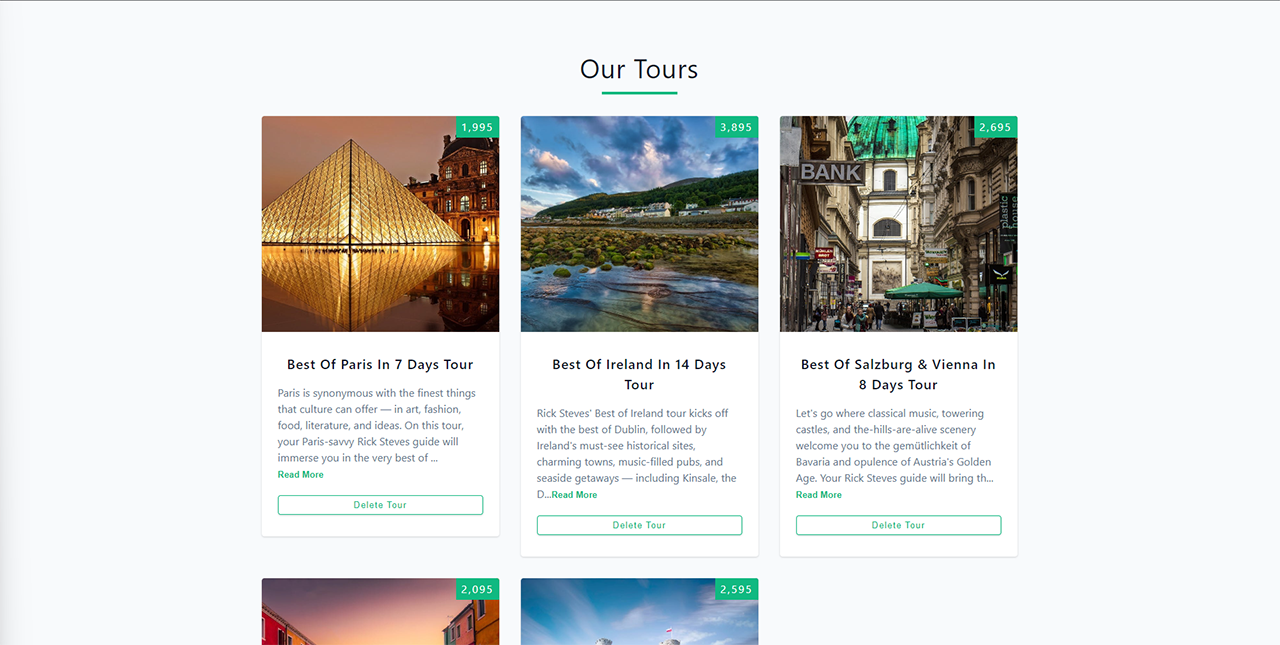 Our Tours
1,995
3,895
2,695
BANK
plastic
house
Best Of Paris In 7 Days Tour
Paris is synonymous with the finest things
that culture can offer — in art, fashion,
food, literature, and ideas. On this tour,
your Paris-savvy Rick Steves guide will
immerse you in the very best of ...
Read More
Delete Tour
Best Of Ireland In 14 Days
Tour
Rick Steves' Best of Ireland tour kicks off
with the best of Dublin, followed by
Ireland's must-see historical sites,
charming towns, music-filled pubs, and
seaside getaways — including Kinsale, the
D...Read More
Delete Tour
Best Of Salzburg & Vienna In
8 Days Tour
Let's go where classical music, towering
castles, and the-hills-are-alive scenery
welcome you to the gemütlichkeit of
Bavaria and opulence of Austria's Golden
Age. Your Rick Steves guide will bring th...
Read More
Delete Tour
2,095
2,595